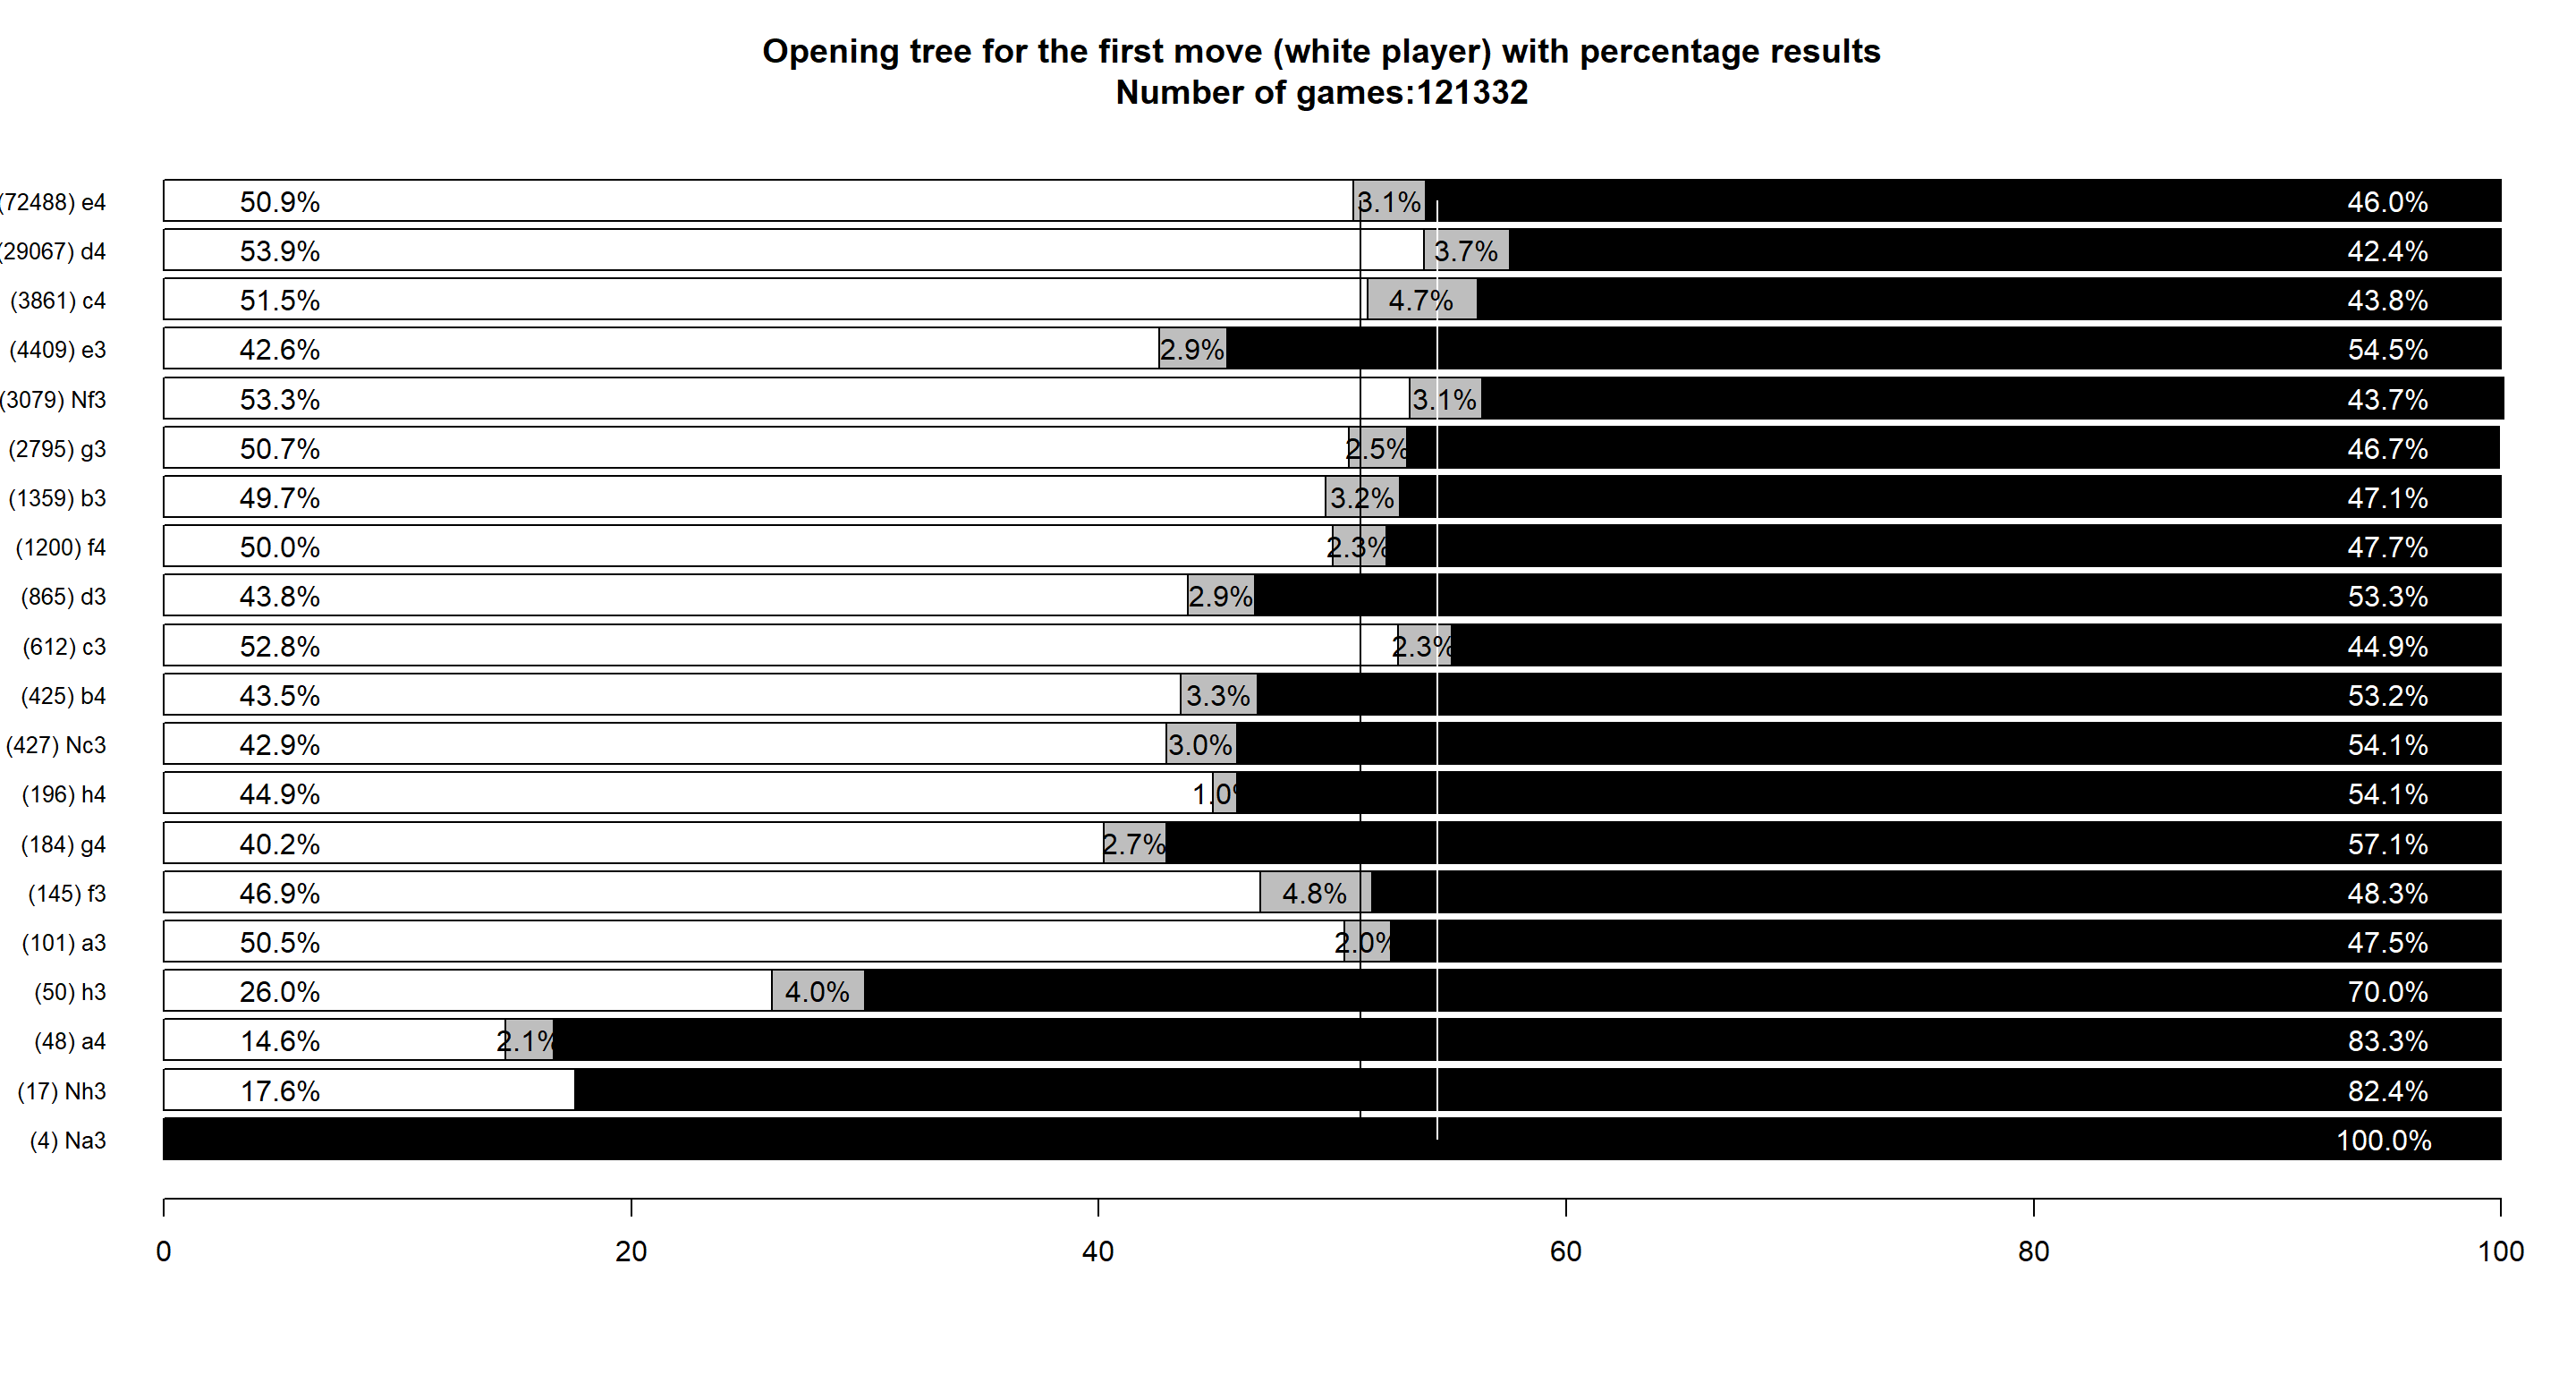 Opening tree for the first move (white player) with percentage results
Number of games:121332
(72488) e4 50.9% 3.1% 46.0%
(29067) d4 53.9% 3.7% 42.4%
(3861) c4 51.5% 4.7% 43.8%
(4409) e3 42.6% 2.9% 54.5%
(3079) Nf3 53.3% 3.1% 43.7%
(2795) g3 50.7% 2.5% 46.7%
(1359) b3 49.7% 3.2% 47.1%
(1200) f4 50.0% 2.3% 47.7%
(865) d3 43.8% 2.9% 53.3%
(612) c3 52.8% 2.3% 44.9%
(425) b4 43.5% 3.3% 53.2%
(427) Nc3 42.9% 3.0% 54.1%
(196) h4 44.9% 1.0% 54.1%
(184) g4 40.2% 2.7% 57.1%
(145) f3 46.9% 4.8% 48.3%
(101) a3 50.5% 2.0% 47.5%
(50) h3 26.0% 4.0% 70.0%
(48) a4 14.6% 2.1% 83.3%
(17) Nh3 17.6% 82.4%
(4) Na3 100.0%
0 20 40 60 80 100